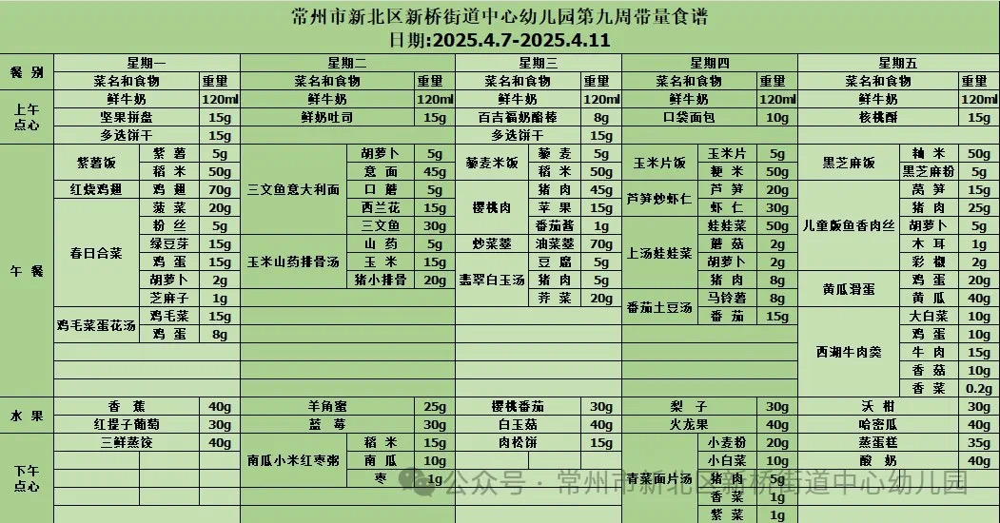 常州市新北区新桥街道中心幼儿园第九周带量食谱
日期:2025.4.7-2025.4.11
餐 别 星期一 星期二 星期三 星期四 星期五
菜名和食物 重量 菜名和食物 重量 菜名和食物 重量 菜名和食物 重量 菜名和食物 重量
上午点心 鲜牛奶 120ml 鲜牛奶 120ml 鲜牛奶 120ml 鲜牛奶 120ml 鲜牛奶 120ml
坚果拼盘 15g 鲜奶吐司 15g 百吉福奶酪棒 8g 口袋面包 10g 核桃酥 15g
多选饼干 15g 多选饼干 15g
午 餐 紫薯饭 紫 薯 5g 三文鱼意大利面 胡萝卜 5g 藜麦米饭 藜 麦 5g 玉米片饭 玉米片 5g 黑芝麻饭 籼 米 50g
稻 米 50g 意 面 45g 稻 米 50g 粳 米 50g 黑芝麻粉 5g
红烧鸡翅 鸡 翅 70g 口 蘑 5g 樱桃肉 猪 肉 45g 芦笋炒虾仁 芦 笋 20g 儿童版鱼香肉丝 莴 笋 15g
春日合菜 菠 菜 20g 西兰花 15g 苹 果 15g 虾 仁 30g 猪 肉 25g
粉 丝 5g 三文鱼 30g 番茄酱 1g 上汤娃娃菜 娃娃菜 50g 胡萝卜 5g
绿豆芽 15g 玉米山药排骨汤 山 药 5g 炒菜薹 油菜薹 70g 蘑 菇 2g 木 耳 1g
鸡 蛋 15g 玉 米 15g 翡翠白玉汤 豆 腐 5g 胡萝卜 2g 彩 椒 2g
胡萝卜 2g 猪小排骨 20g 猪 肉 5g 猪 肉 8g 黄瓜滑蛋 鸡 蛋 20g
芝麻子 1g 荠 菜 20g 番茄土豆汤 马铃薯 8g 黄 瓜 40g
鸡毛菜蛋花汤 鸡毛菜 15g 番 茄 15g 西湖牛肉羹 大白菜 10g
鸡 蛋 8g 鸡 蛋 10g
牛 肉 15g
香 菇 10g
香 菜 0.2g
水 果 香 蕉 40g 羊角蜜 25g 樱桃番茄 30g 梨 子 30g 沃 柑 30g
红提子葡萄 30g 蓝 莓 30g 白玉菇 40g 火龙果 40g 哈密瓜 40g
下午点心 三鲜蒸饺 40g 南瓜小米红枣粥 稻 米 15g 肉松饼 15g 青菜面片汤 小麦粉 20g 蒸蛋糕 35g
南 瓜 10g 小白菜 10g 酸 奶 40g
枣 1g 猪 肉 5g
香 菜 1g
紫 菜 1g
公众号 · 常州市新北区新桥街道中心幼儿园